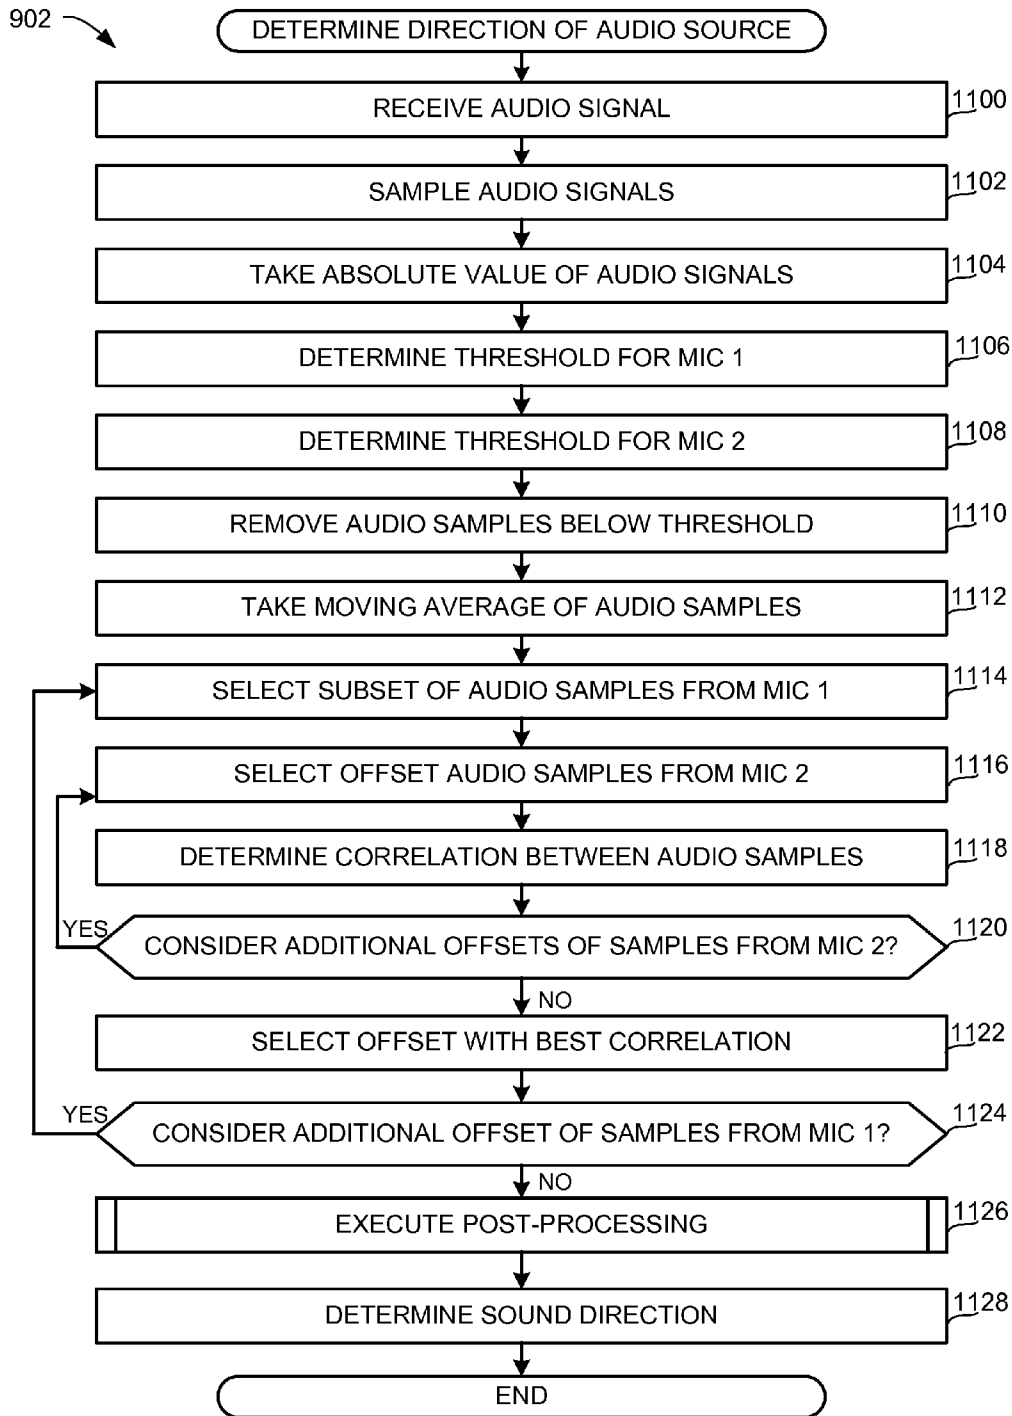 902
DETERMINE DIRECTION OF AUDIO SOURCE
RECEIVE AUDIO SIGNAL
1100
SAMPLE AUDIO SIGNALS
1102
TAKE ABSOLUTE VALUE OF AUDIO SIGNALS
1104
DETERMINE THRESHOLD FOR MIC 1
1106
DETERMINE THRESHOLD FOR MIC 2
1108
REMOVE AUDIO SAMPLES BELOW THRESHOLD
1110
TAKE MOVING AVERAGE OF AUDIO SAMPLES
1112
SELECT SUBSET OF AUDIO SAMPLES FROM MIC 1
1114
SELECT OFFSET AUDIO SAMPLES FROM MIC 2
1116
DETERMINE CORRELATION BETWEEN AUDIO SAMPLES
1118
YES
CONSIDER ADDITIONAL OFFSETS OF SAMPLES FROM MIC 2?
1120
NO
SELECT OFFSET WITH BEST CORRELATION
1122
YES
CONSIDER ADDITIONAL OFFSET OF SAMPLES FROM MIC 1?
1124
NO
EXECUTE POST-PROCESSING
1126
DETERMINE SOUND DIRECTION
1128
END